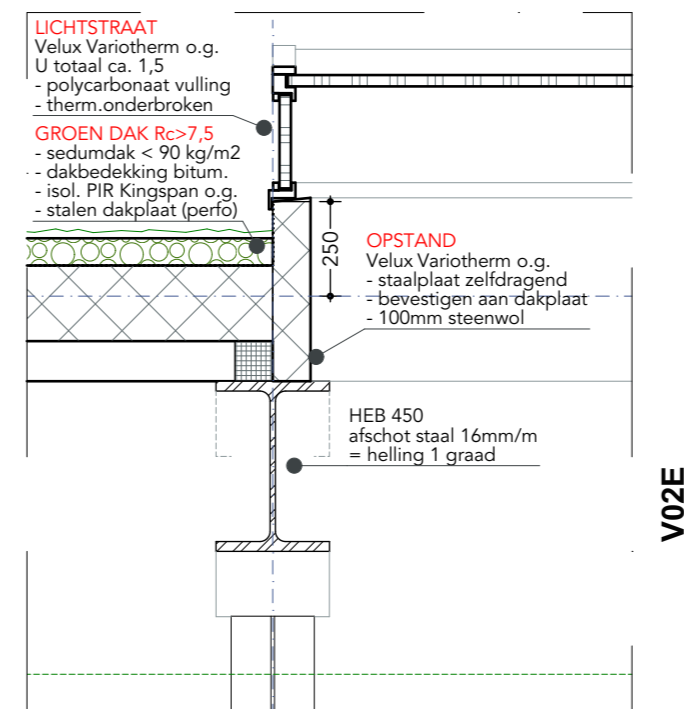 LICHTSTRAAT
Velux Variotherm o.g.
U totaal ca. 1,5
- polycarbonaat vulling
- therm.onderbroken
GROEN DAK Rc>7,5
- sedumdak < 90 kg/m2
- dakbedekking bitum.
- isol. PIR Kingspan o.g.
- stalen dakplaat (perfo)
250
OPSTAND
Velux Variotherm o.g.
- staalplaat zelfdragend
- bevestigen aan dakplaat
- 100mm steenwol
HEB 450
afschot staal 16mm/m
= helling 1 graad
V02E